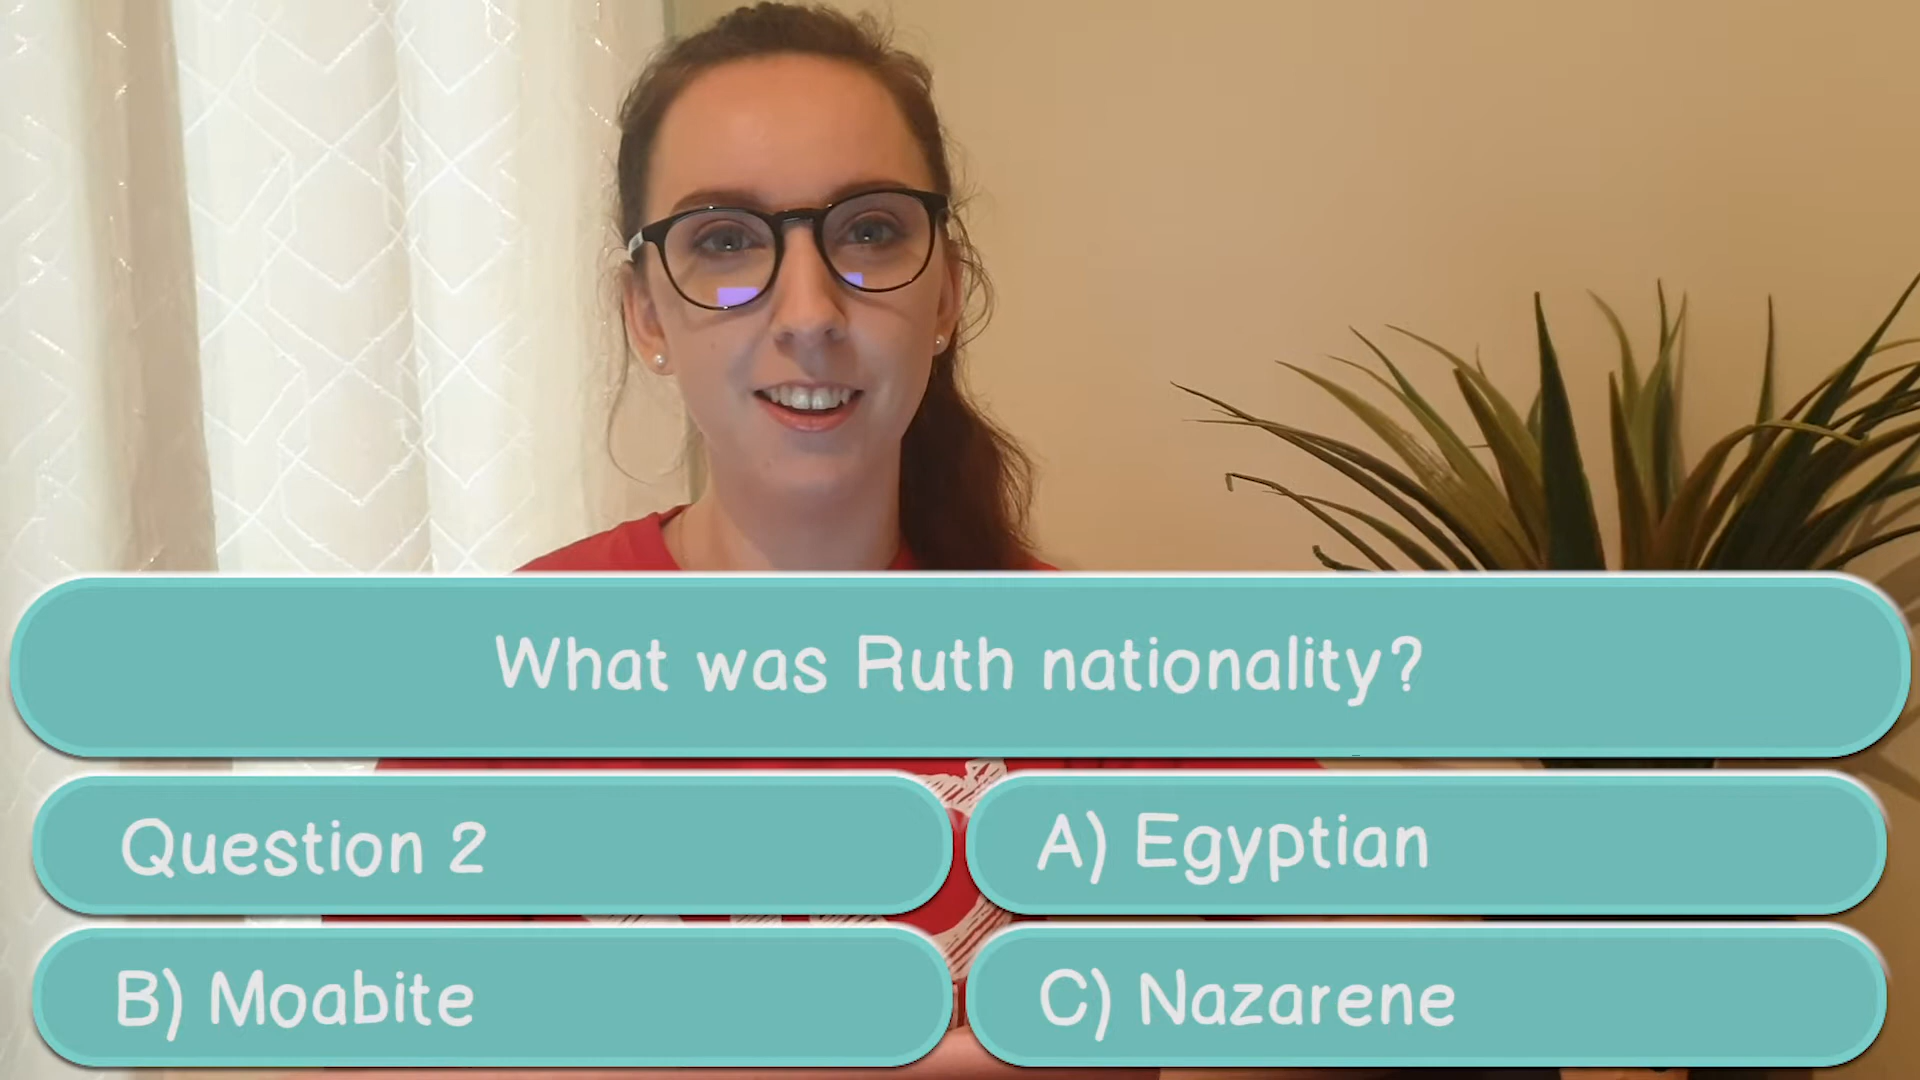 What was Ruth nationality?
Question 2
A) Egyptian
B) Moabite
C) Nazarene